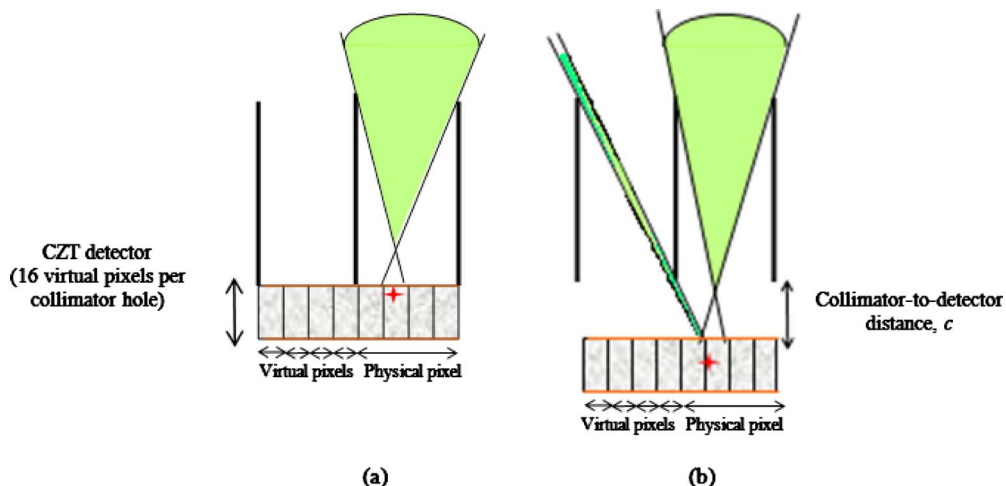 CZT detector
(16 virtual pixels per
collimator hole)
Virtual pixels Physical pixel
(a)
Collimator-to-detector
distance, c
Virtual pixels Physical pixel
(b)